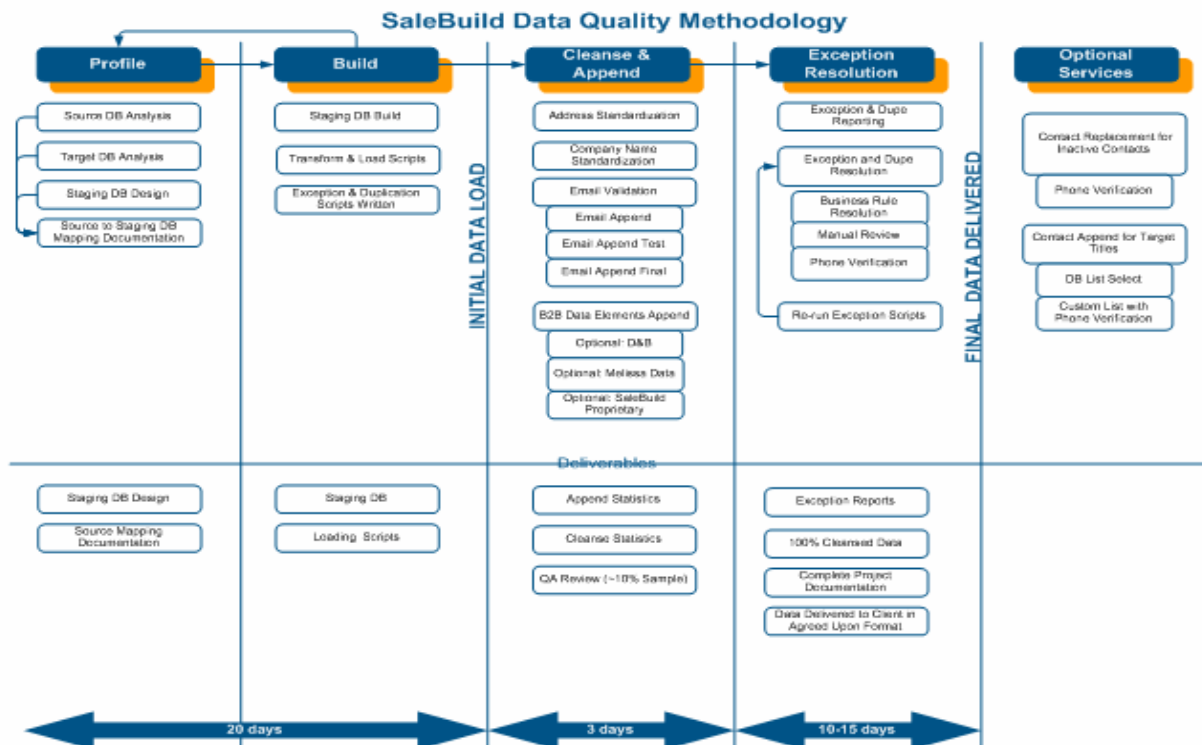 SaleBuild Data Quality Methodology
Profile
Build
Cleanse &
Append
Exception
Resolution
Optional
Services
Source DB Analysis
Target DB Analysis
Staging DB Design
Source to Staging DB
Mapping Documentation
Staging DB Build
Transform & Load Scripts
Exception & Duplication
Scripts Written
INITIAL DATA LOAD
Address Standardization
Company Name
Standardization
Email Validation
Email Append
Email Append Test
Email Append Final
B2B Data Elements Append
Optional: D&B
Optional: Melissa Data
Optional: SaleBuild
Proprietary
Exception & Dupe
Reporting
Exception and Dupe
Resolution
Business Rule
Resolution
Manual Review
Phone Verification
Re-run Exception Scripts
FINAL DATA DELIVERED
Contact Replacement for
Inactive Contacts
Phone Verification
Contact Append for Target
Titles
DB List Select
Custom List with
Phone Verification
Deliverables
Staging DB Design
Source Mapping
Documentation
Staging DB
Loading Scripts
Append Statistics
Cleanse Statistics
QA Review (~10% Sample)
Exception Reports
100% Cleansed Data
Complete Project
Documentation
Data Delivered to Client in
Agreed Upon Format
20 days
3 days
10-15 days